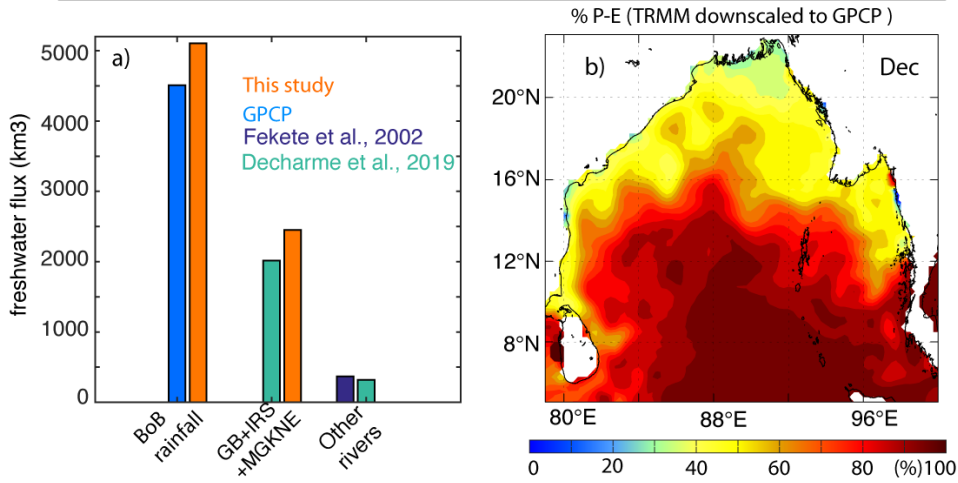 % P-E (TRMM downscaled to GPCP )
a)
This study
GPCP
Fekete et al., 2002
Decharme et al., 2019
freshwater flux (km3)
5000
4000
3000
2000
1000
0
BoB
rainfall
GB+IRS
+MGKNE
Other
rivers
b)
Dec
20°N
16°N
12°N
8°N
80°E
88°E
96°E
0
20
40
60
80
(%)100